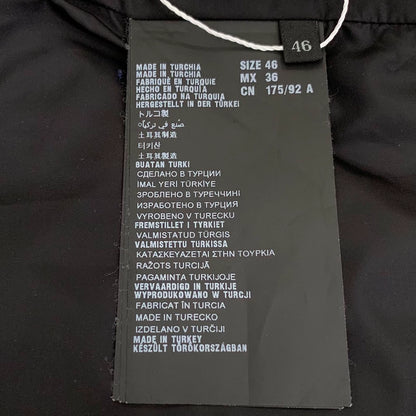 46
MADE IN TURCHIA
MADE IN TURCHIA
FABRIQUÉ EN TURQUIE
HECHO EN TURQUIA
FABRICADO NA TURQUIA
HERGESTELLT IN DER TÜRKEI
トルコ製
صُنع في تركيا
土耳其制造
土耳其製造
터키산
BUATAN TURKI
СДЕЛАНО В ТУРЦИИ
İMAL YERİ TÜRKİYE
ЗРОБЛЕНО В ТУРЕЧЧИНІ
ИЗРАБОТЕНО В ТУРЦИЯ
VYROBENO V TURECKU
FREMSTILLET I TYRKIET
VALMISTATUD TÜRGIS
VALMISTETTU TURKISSA
ΚΑΤΑΣΚΕΥΑΖΕΤΑΙ ΣΤΗΝ ΤΟΥΡΚΙΑ
RAŽOTS TURCIJĀ
PAGAMINTA TURKIJOJE
VERVAARDIGD IN TURKIJE
WYPRODUKOWANO W TURCJI
FABRICAT ÎN TURCIA
MADE IN TURECKO
IZDELANO V TURČIJI
MADE IN TURKEY
KÉSZÜLT TÖRÖKORSZÁGBAN
SIZE 46
MX 36
CN 175/92 A